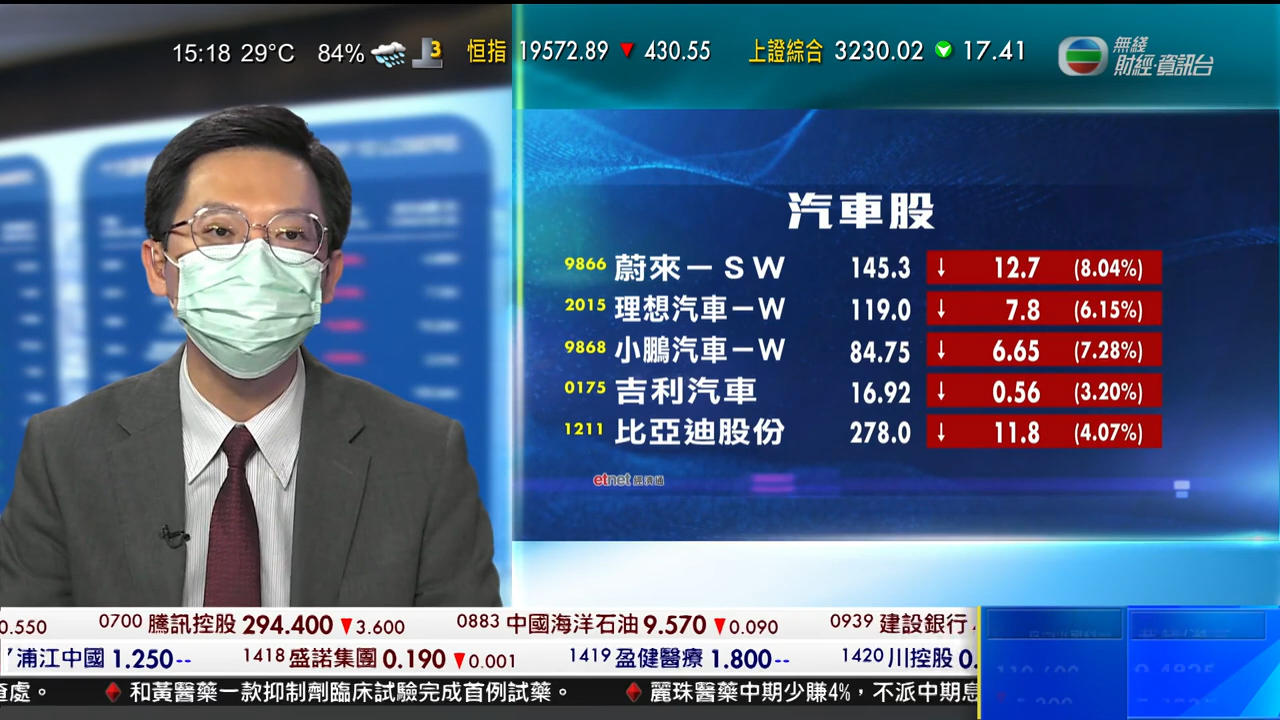 15:18 29°C 84% 3 恒指 19572.89 ▼ 430.55 上證綜合 3230.02 17.41
無綫
財經·資訊台
汽車股
9866 蔚來－ＳＷ 145.3 ↓ 12.7 (8.04%)
2015 理想汽車－W 119.0 ↓ 7.8 (6.15%)
9868 小鵬汽車－W 84.75 ↓ 6.65 (7.28%)
0175 吉利汽車 16.92 ↓ 0.56 (3.20%)
1211 比亞迪股份 278.0 ↓ 11.8 (4.07%)
etnet 經濟通
0.550 0700 騰訊控股 294.400 ▼3.600 0883 中國海洋石油 9.570 ▼0.090 0939 建設銀行
浦江中國 1.250-- 1418 盛諾集團 0.190 ▼0.001 1419 盈健醫療 1.800-- 1420 川控股 0.
處。 ♦ 和黃醫藥一款抑制劑臨床試驗完成首例試藥。 ♦ 麗珠醫藥中期少賺4%，不派中期息